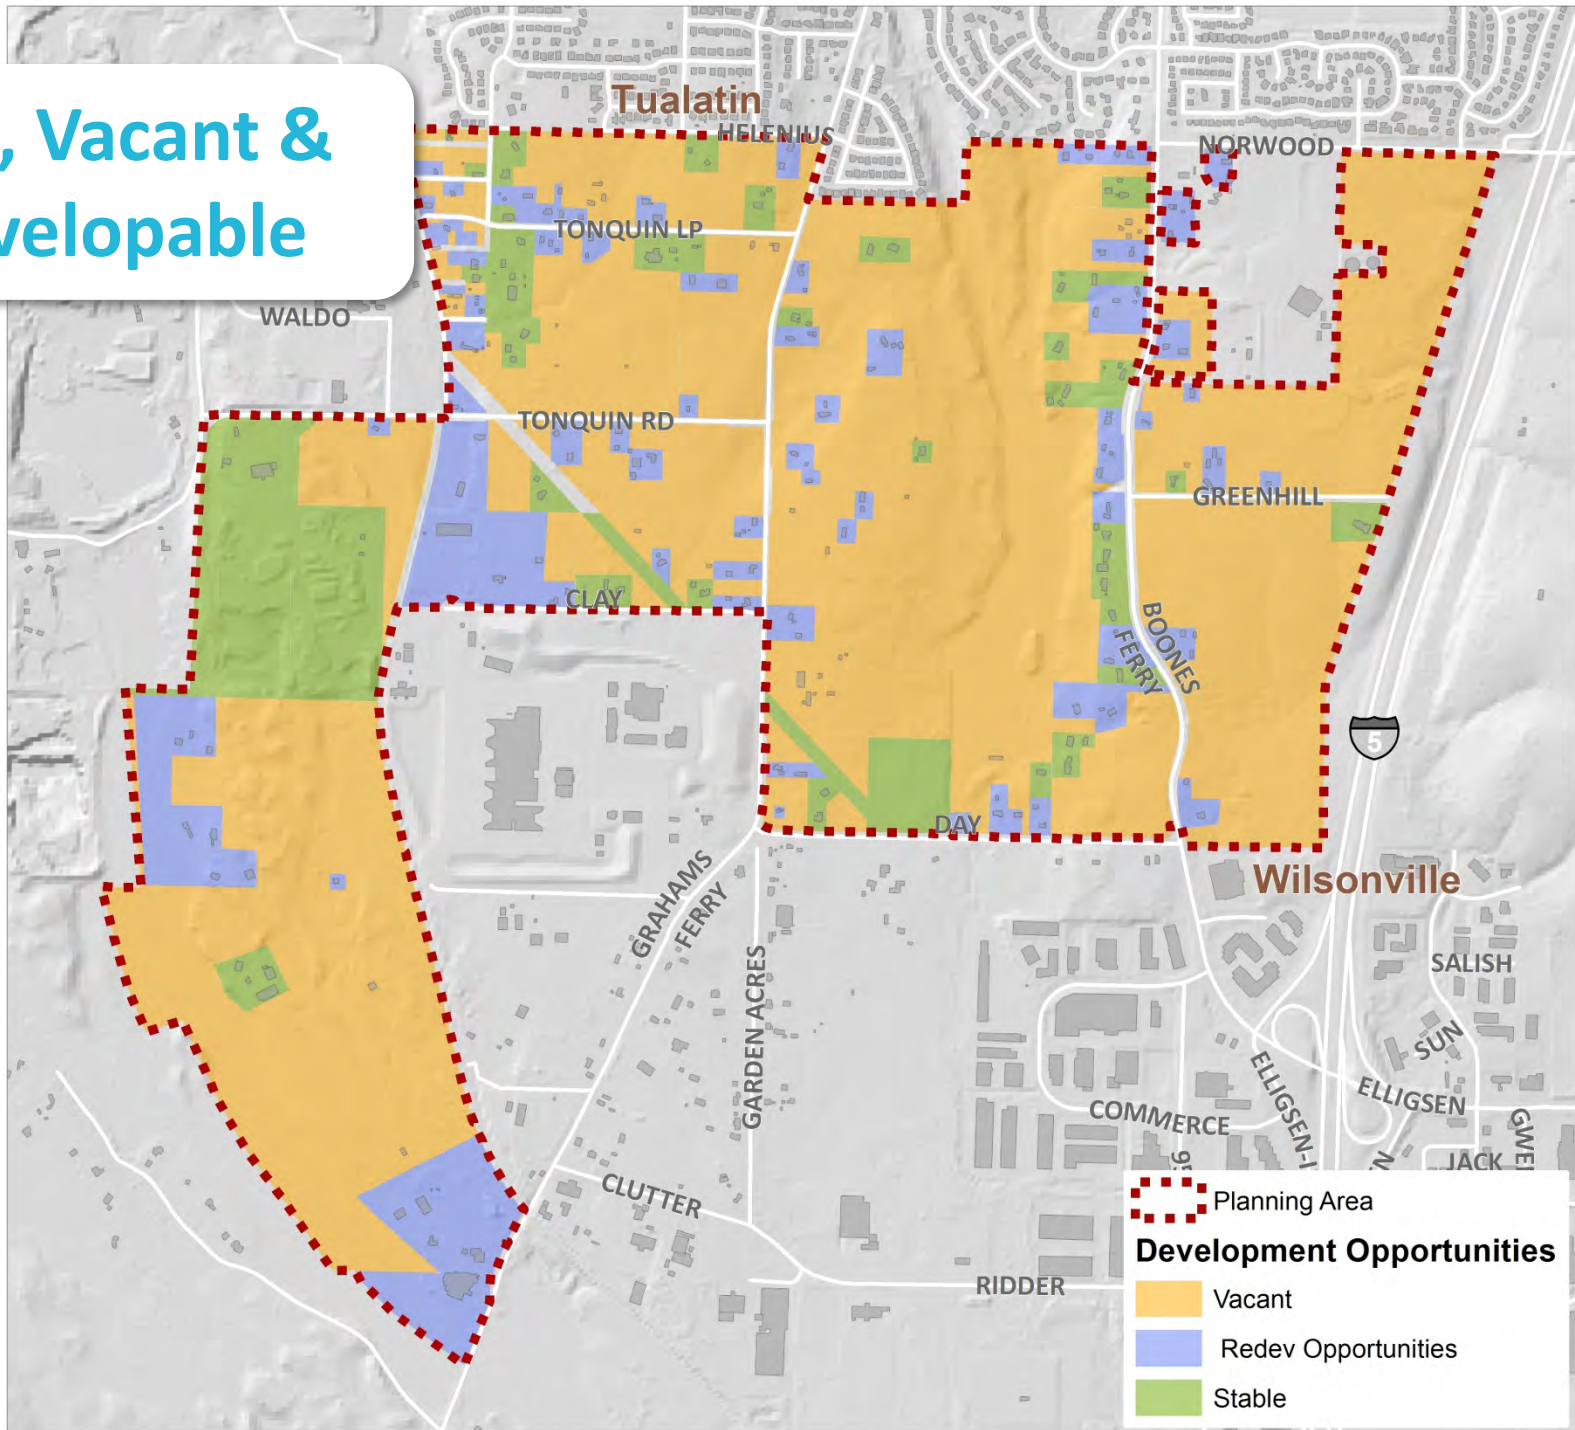 , Vacant &
velopable
Tualatin
HELENIUS
NORWOOD
TONQUIN LP
WALDO
TONQUIN RD
GREENHILL
CLAY
BOONES
FERRY
5
DAY
Wilsonville
GRAHAMS
FERRY
GARDEN ACRES
SALISH
SUN
ELLIGSEN
ELLIGSEN-I
COMMERCE
JACK
CLUTTER
RIDDER
Planning Area
Development Opportunities
Vacant
Redev Opportunities
Stable